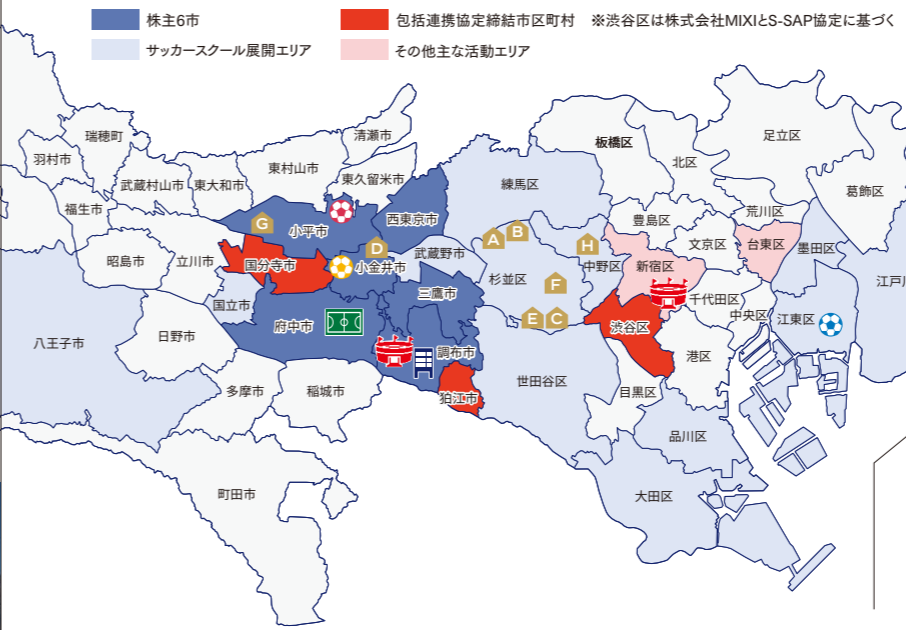 株主6市
包括連携協定締結市区町村 ※渋谷区は株式会社MIXIとS-SAP協定に基づく
サッカースクール展開エリア
その他主な活動エリア
瑞穂町
清瀬市
足立区
羽村市
板橋区
北区
東村山市
東久留米市
武蔵村山市
東大和市
練馬区
葛飾区
福生市
豊島区
荒川区
西東京市
G
小平市
文京区
台東区
墨田区
A
B
H
D
昭島市
立川市
国分寺市
小金井市
武蔵野市
中野区
新宿区
杉並区
江戸川
F
三鷹市
千代田区
国立市
府中市
中央区
江東区
E
C
渋谷区
日野市
八王子市
調布市
港区
世田谷区
多摩市
稲城市
狛江市
目黒区
品川区
町田市
大田区